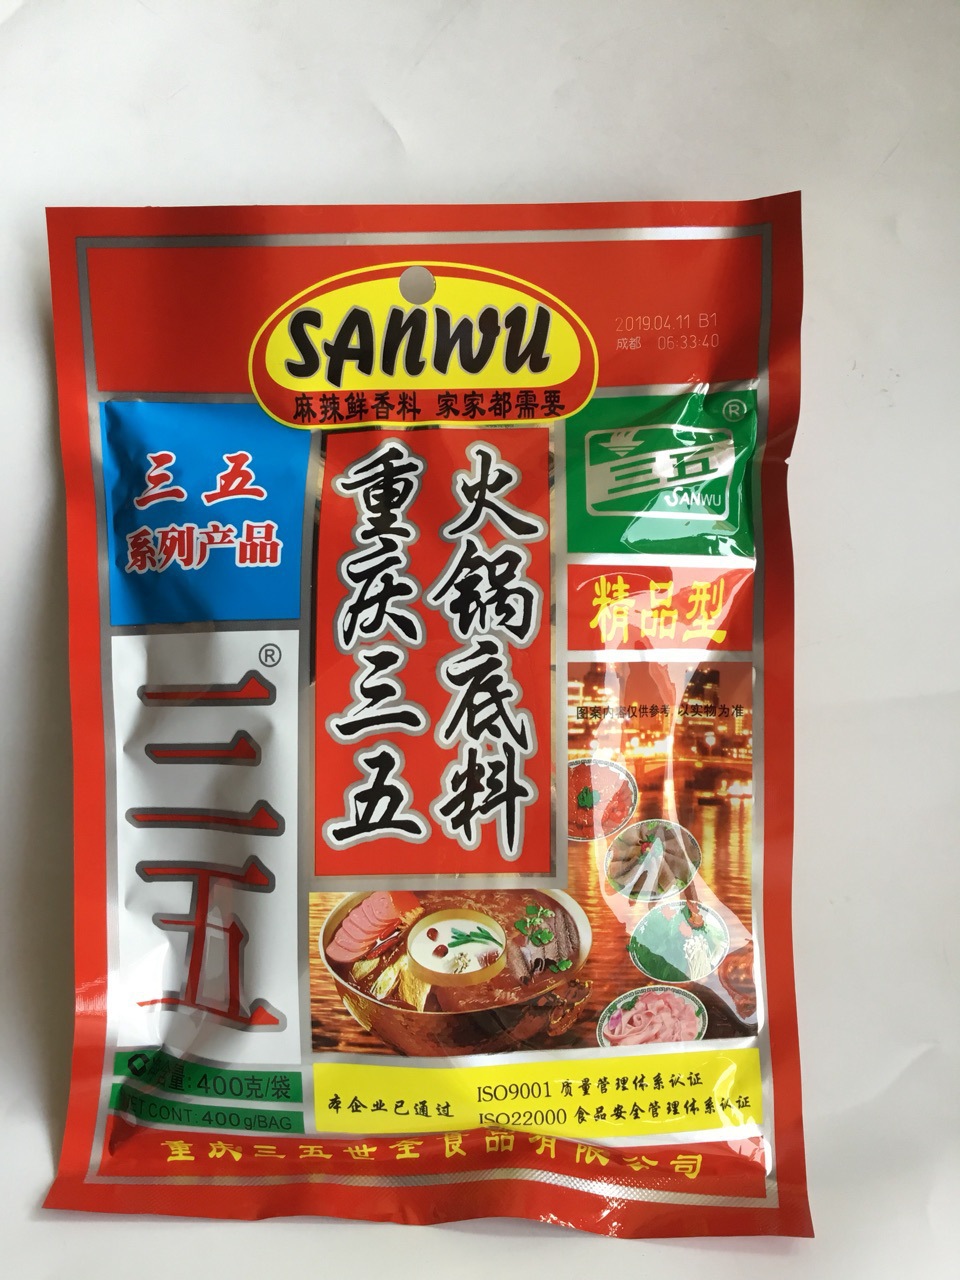 SANWU
麻辣鲜香料 家家都需要
2019.04.11 B1
成都 06:33:40
三五
系列产品
重庆三五
火锅底料
®
三五
SANWU
精品型
®
三五
图案内容仅供参考, 以实物为准
净含量:400克/袋
NET CONT. 400g/BAG
本企业已通过
ISO9001 质量管理体系认证
ISO22000 食品安全管理体系认证
重庆三五世全食品有限公司